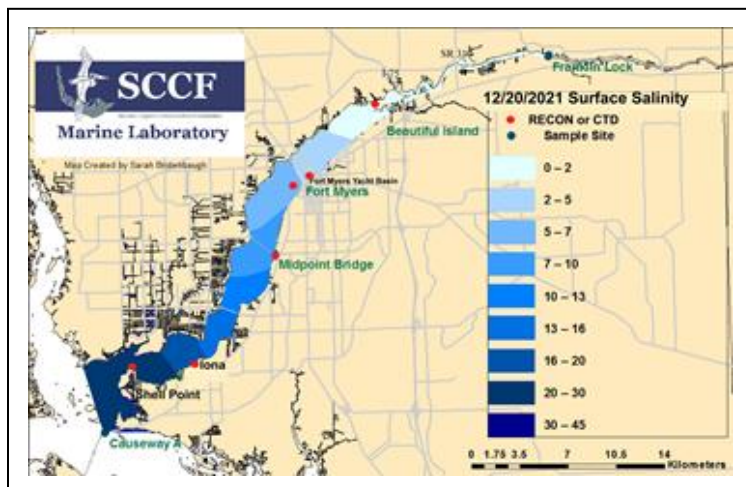 SCCF
Marine Laboratory
Map Created by Sarah Bridenbaugh
SR 31
Franklin Lock
12/20/2021 Surface Salinity
RECON or CTD
Sample Site
Beautiful Island
Fort Myers Yacht Basin
Fort Myers
Midpoint Bridge
Iona
Shell Point
Causeway A
0 – 2
2 – 5
5 – 7
7 – 10
10 – 13
13 – 16
16 – 20
20 – 30
30 – 45
0 1.75 3.5 7 10.5 14
Kilometers